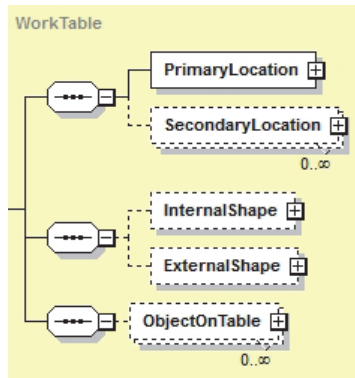 WorkTable
PrimaryLocation
SecondaryLocation
0..∞
InternalShape
ExternalShape
ObjectOnTable
0..∞